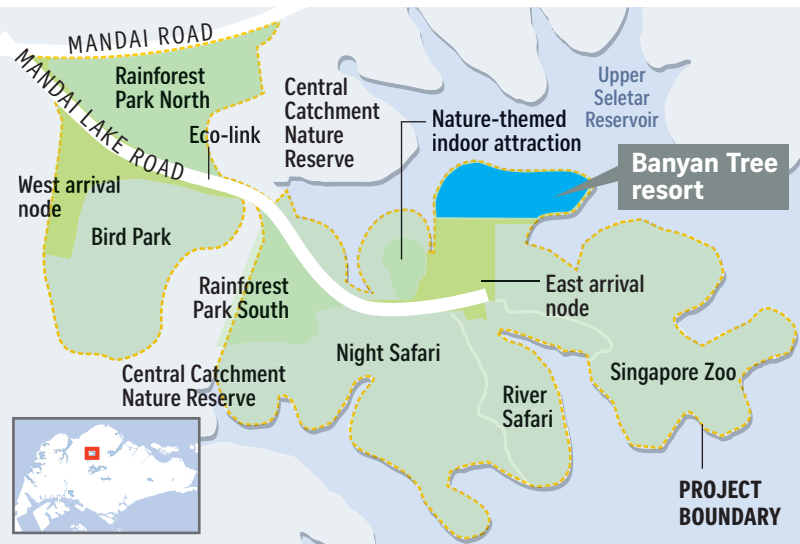 MANDAI ROAD
MANDAI LAKE ROAD
Rainforest
Park North
Eco-link
Central
Catchment
Nature
Reserve
Nature-themed
indoor attraction
Upper
Seletar
Reservoir
Banyan Tree
resort
West arrival
node
Bird Park
Rainforest
Park South
East arrival
node
Night Safari
Central Catchment
Nature Reserve
River
Safari
Singapore Zoo
PROJECT
BOUNDARY